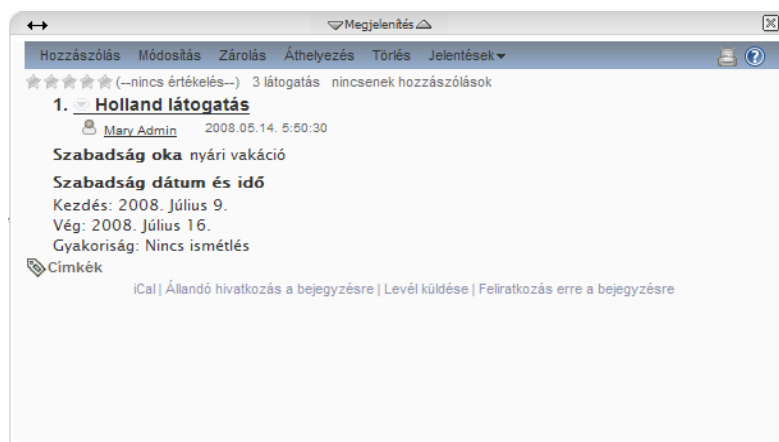 Megjelenítés
Hozzászólás Módosítás Zárolás Áthelyezés Törlés Jelentések
(--nincs értékelés--) 3 látogatás nincsenek hozzászólások
1. Holland látogatás
Mary Admin 2008.05.14. 5:50:30
Szabadság oka nyári vakáció
Szabadság dátum és idő
Kezdés: 2008. Július 9.
Vég: 2008. Július 16.
Gyakoriság: Nincs ismétlés
Címkék
iCal | Állandó hivatkozás a bejegyzésre | Levél küldése | Feliratkozás erre a bejegyzésre